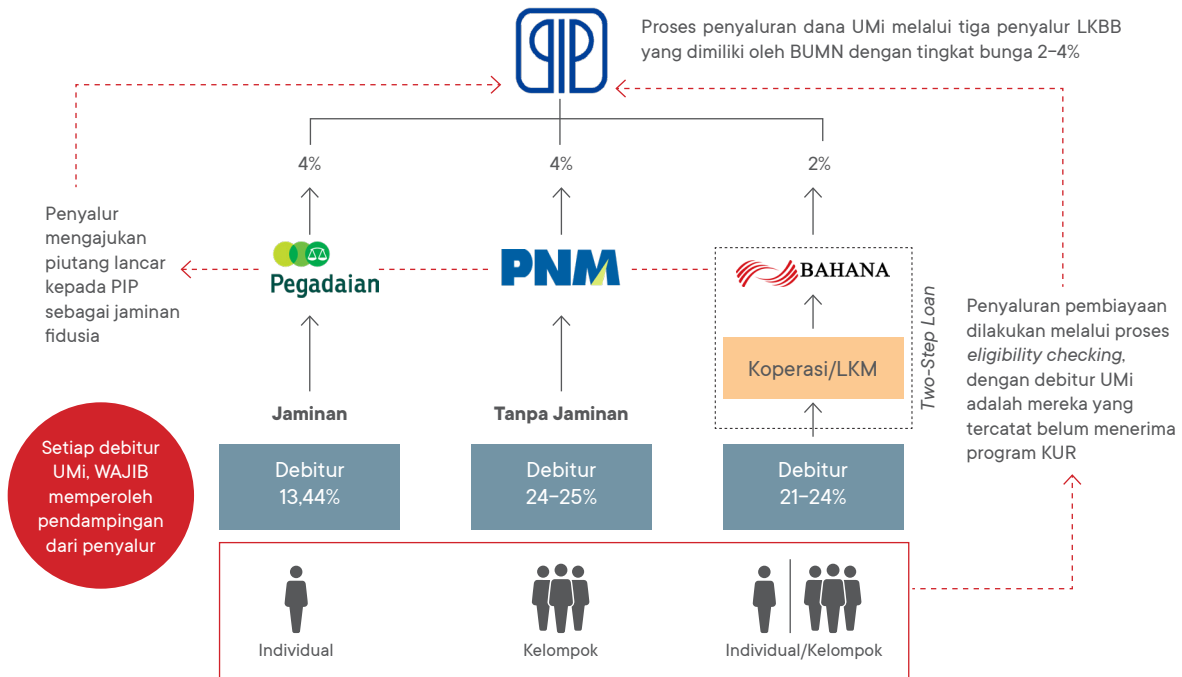 PIP
Proses penyaluran dana UMi melalui tiga penyalur LKBB
yang dimiliki oleh BUMN dengan tingkat bunga 2–4%
4%
4%
2%
Penyalur
mengajukan
piutang lancar
kepada PIP
sebagai jaminan
fidusia
Pegadaian
PNM
BAHANA
Koperasi/LKM
Two-Step Loan
Penyaluran pembiayaan
dilakukan melalui proses
eligibility checking,
dengan debitur UMi
adalah mereka yang
tercatat belum menerima
program KUR
Jaminan
Tanpa Jaminan
Setiap debitur
UMi, WAJIB
memperoleh
pendampingan
dari penyalur
Debitur
13,44%
Debitur
24–25%
Debitur
21–24%
Individual
Kelompok
Individual/Kelompok